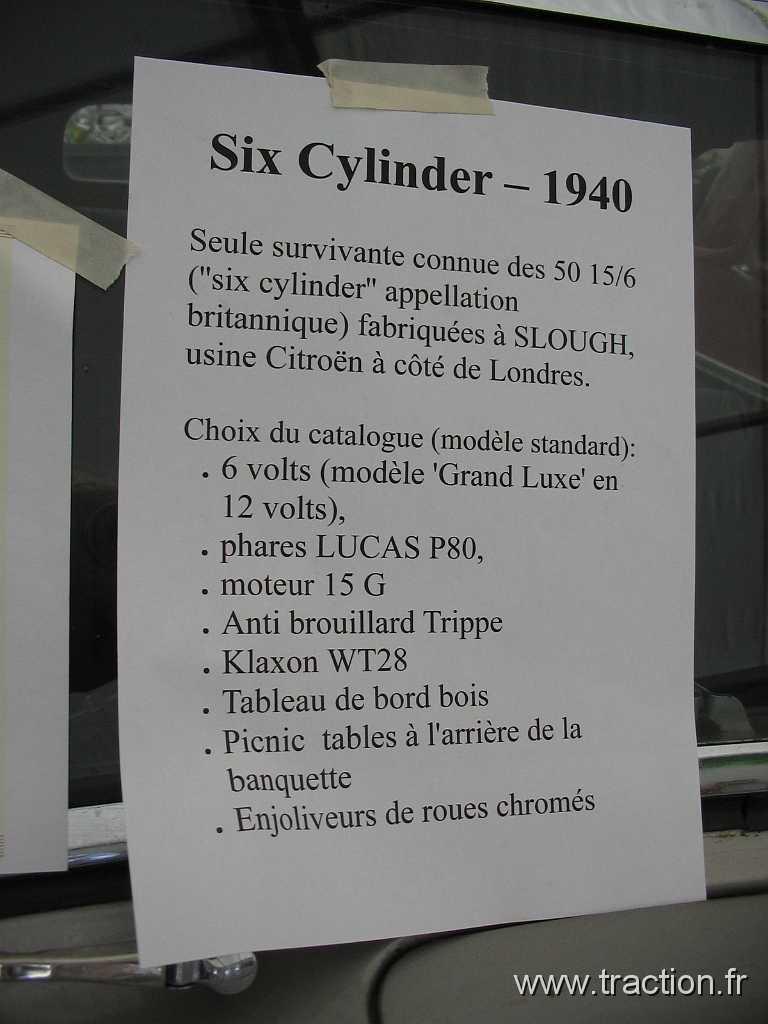 Six Cylinder – 1940
Seule survivante connue des 50 15/6
("six cylinder" appellation
britannique) fabriquées à SLOUGH,
usine Citroën à côté de Londres.
Choix du catalogue (modèle standard):
• 6 volts (modèle 'Grand Luxe' en
12 volts),
• phares LUCAS P80,
• moteur 15 G
• Anti brouillard Trippe
• Klaxon WT28
• Tableau de bord bois
• Picnic tables à l'arrière de la
banquette
• Enjoliveurs de roues chromés
www.traction.fr